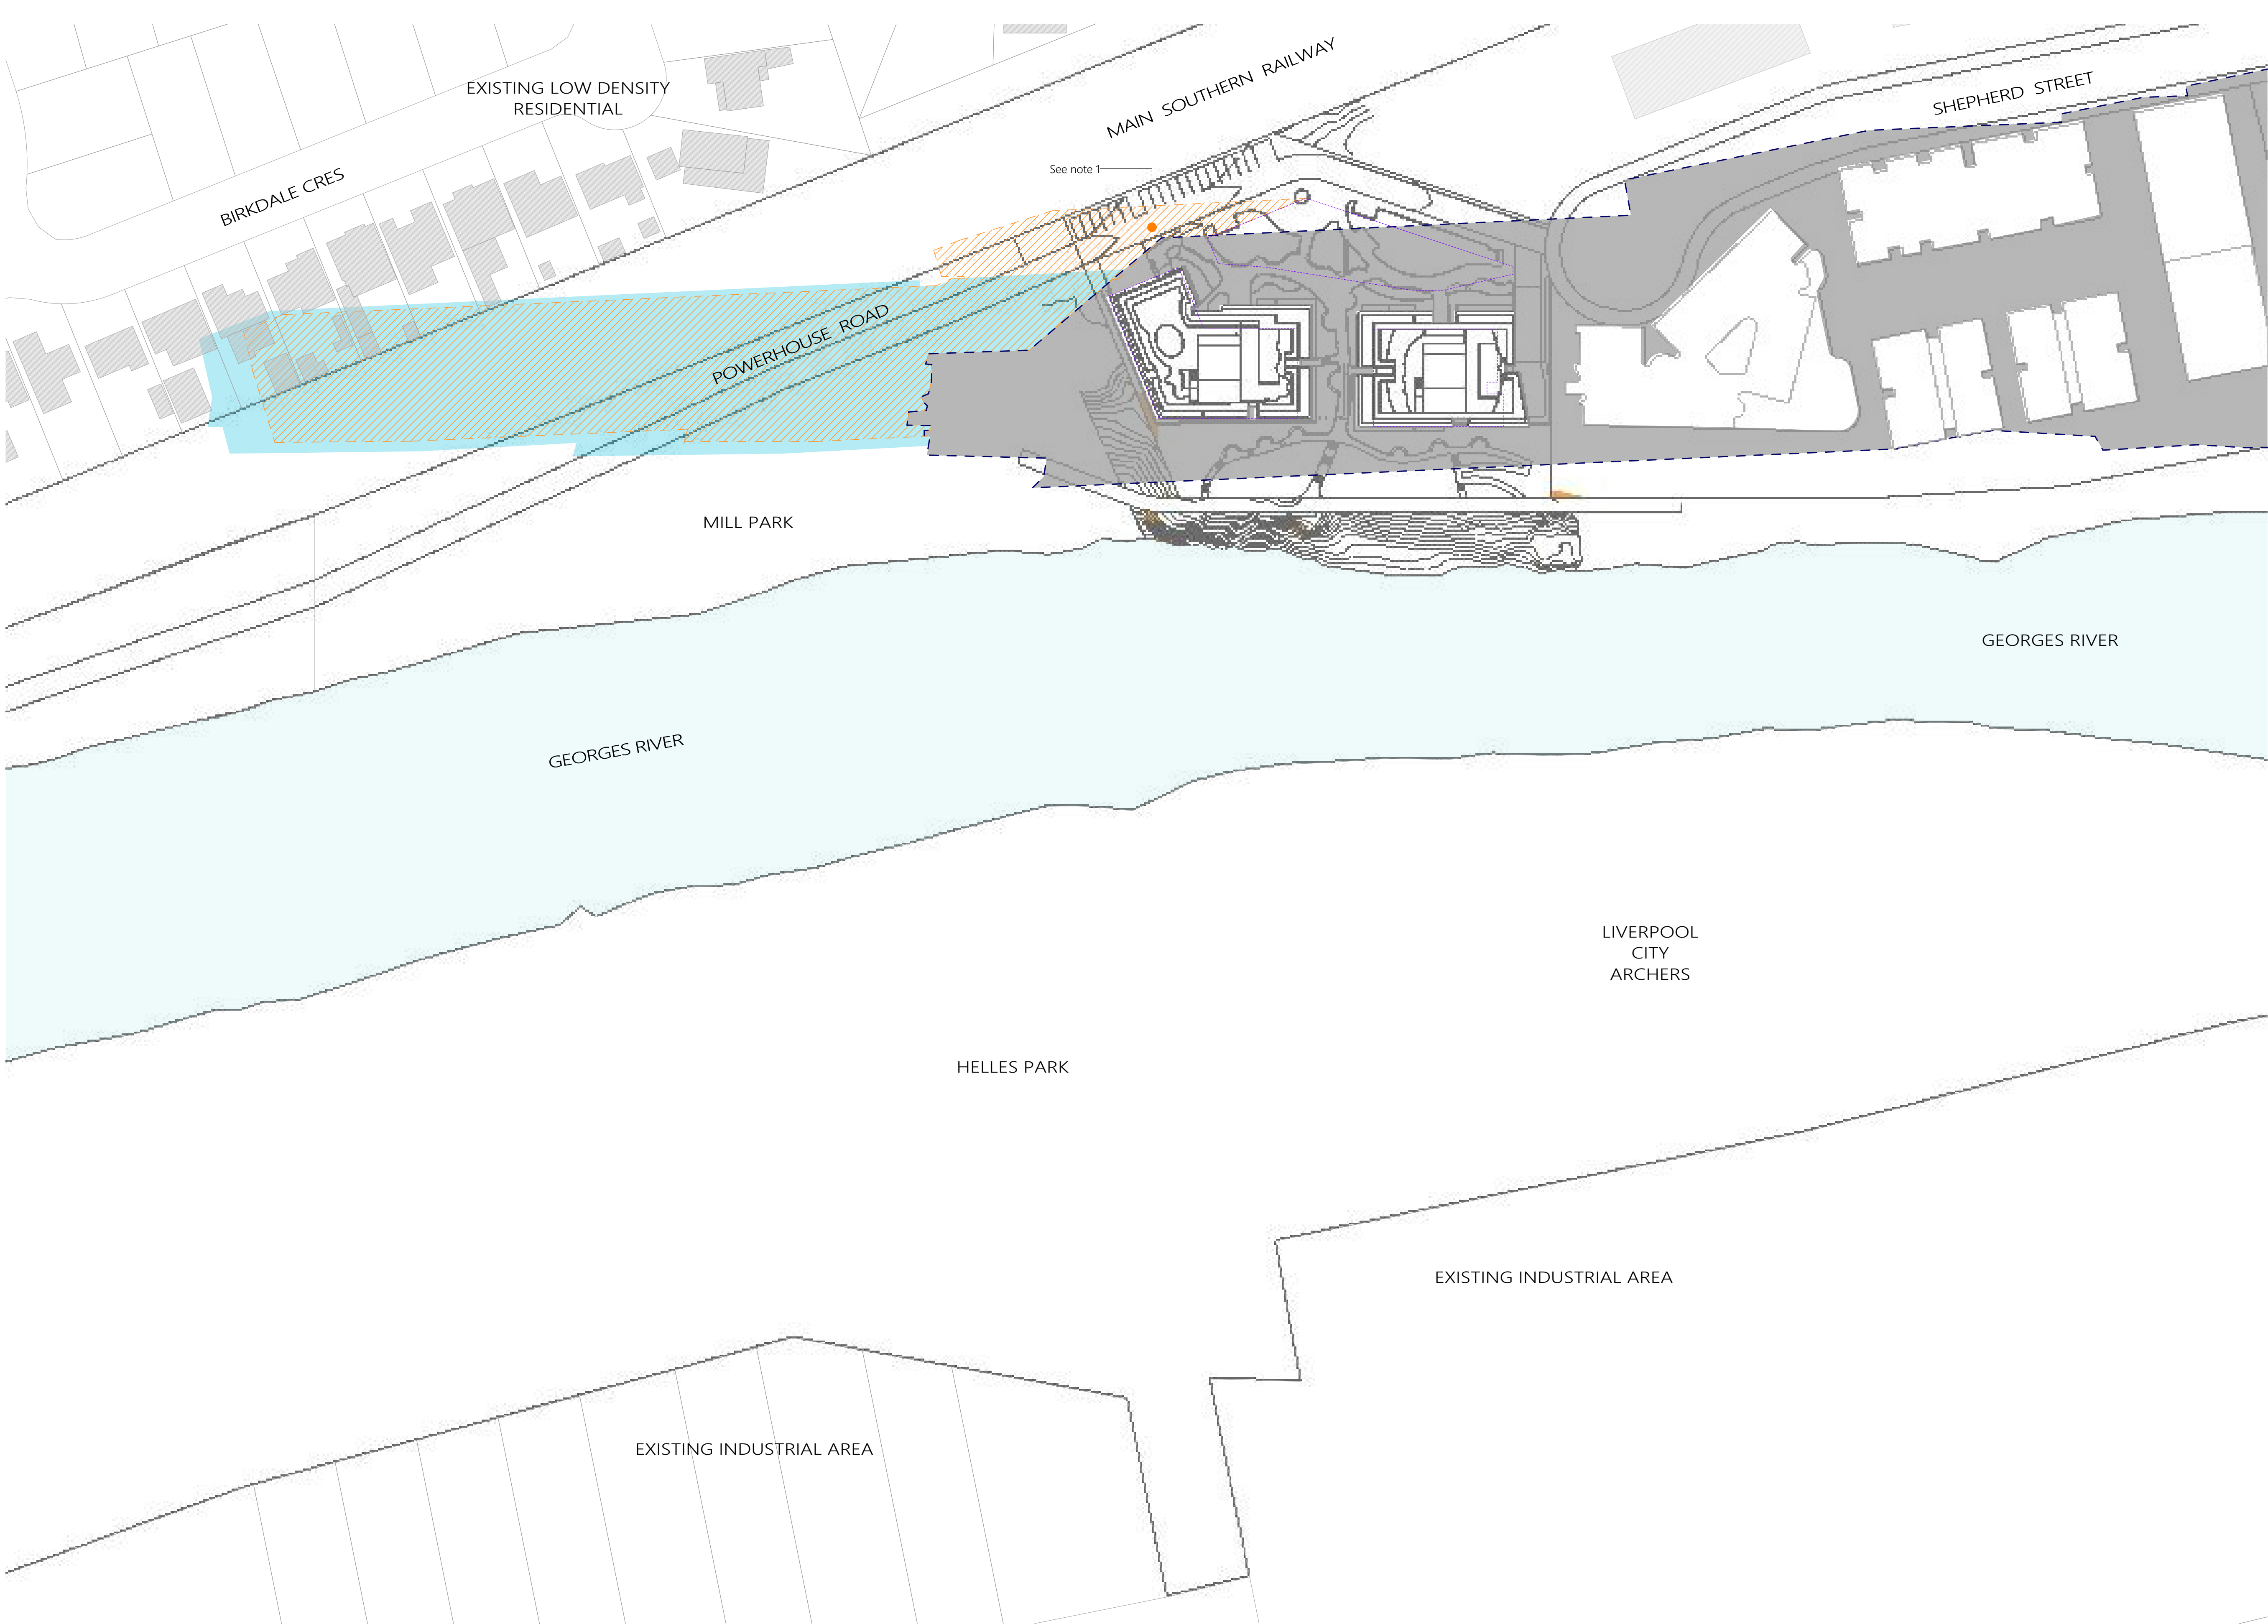 MAIN SOUTHERN RAILWAY
SHEPHERD STREET
EXISTING LOW DENSITY
RESIDENTIAL
See note 1
BIRKDALE CRES
POWERHOUSE ROAD
MILL PARK
GEORGES RIVER
GEORGES RIVER
LIVERPOOL
CITY
ARCHERS
HELLES PARK
EXISTING INDUSTRIAL AREA
EXISTING INDUSTRIAL AREA